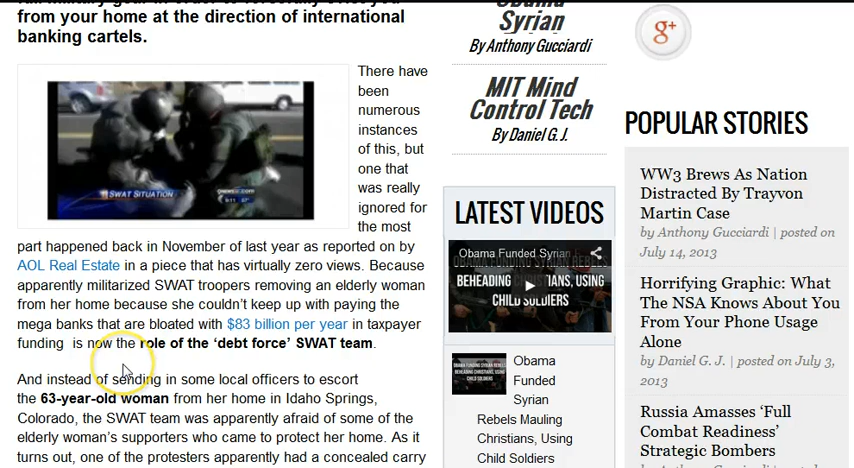 from your home at the direction of international
banking cartels.
SWAT SITUATION
There have
been
numerous
instances
of this, but
one that
was really
ignored for
the most
part happened back in November of last year as reported on by
AOL Real Estate in a piece that has virtually zero views. Because
apparently militarized SWAT troopers removing an elderly woman
from her home because she couldn't keep up with paying the
mega banks that are bloated with $83 billion per year in taxpayer
funding is now the role of the 'debt force' SWAT team.
And instead of sending in some local officers to escort
the 63-year-old woman from her home in Idaho Springs,
Colorado, the SWAT team was apparently afraid of some of the
elderly woman's supporters who came to protect her home. As it
turns out, one of the protesters apparently had a concealed carry
Obama
Syrian
By Anthony Gucciardi
MIT Mind
Control Tech
By Daniel G. J.
LATEST VIDEOS
Obama Funded Syrian
BEHEADING CHRISTIANS, USING
CHILD SOLDIERS
Obama
Funded
Syrian
Rebels Mauling
Christians, Using
Child Soldiers
g+
POPULAR STORIES
WW3 Brews As Nation
Distracted By Trayvon
Martin Case
by Anthony Gucciardi | posted on
July 14, 2013
Horrifying Graphic: What
The NSA Knows About You
From Your Phone Usage
Alone
by Daniel G. J. | posted on July 3,
2013
Russia Amasses 'Full
Combat Readiness'
Strategic Bombers